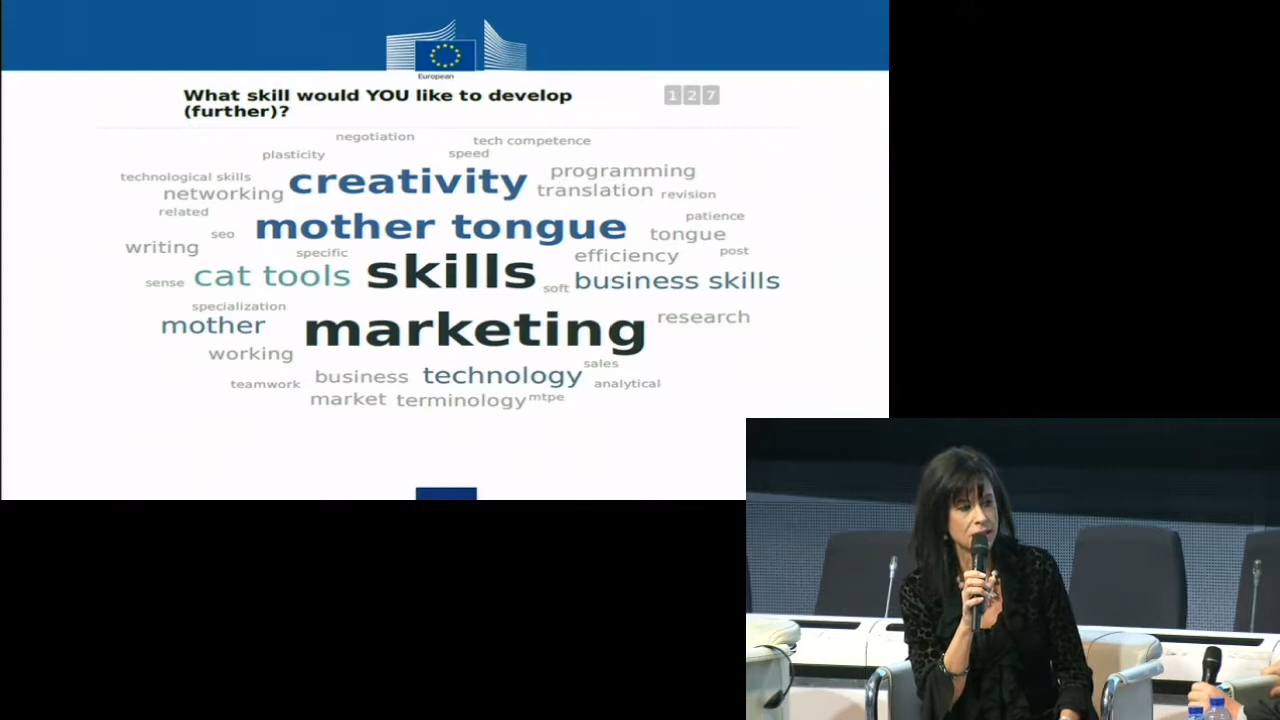 European
What skill would YOU like to develop
(further)?
1 2 7
negotiation
tech competence
plasticity
speed
programming
technological skills
creativity
networking
translation
revision
related
mother tongue
patience
seo
tongue
writing
specific
efficiency
post
cat tools
skills
sense
soft
business skills
specialization
mother
marketing
research
working
sales
business
technology
teamwork
analytical
market
terminology
mtpe